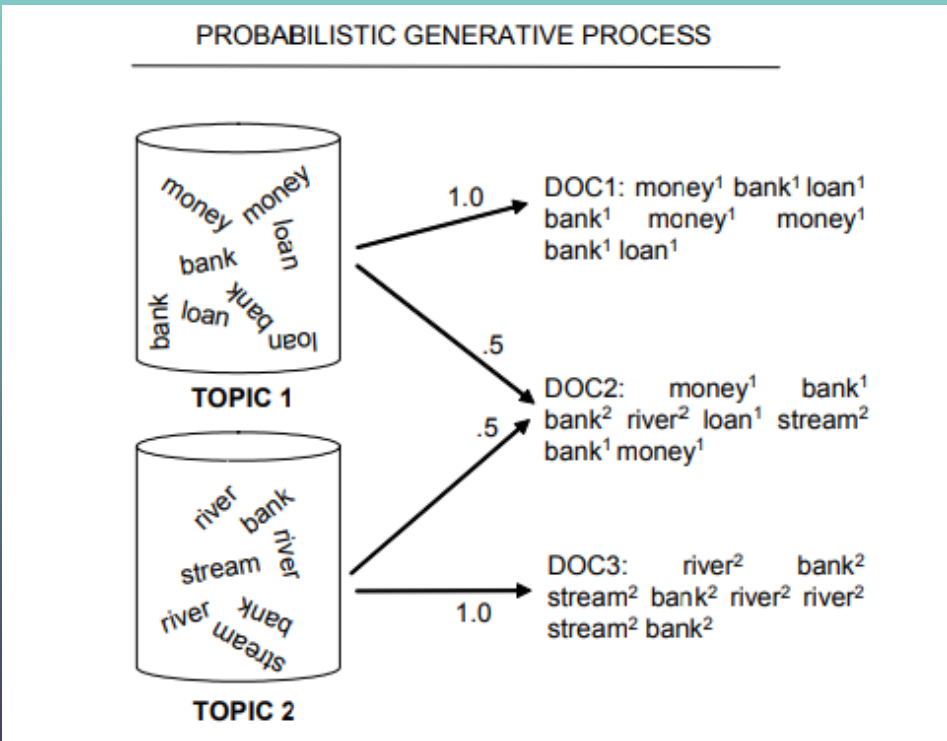 PROBABILISTIC GENERATIVE PROCESS
money
money
loan
bank
bank
loan
bank
loan
TOPIC 1
1.0
.5
DOC1: money¹ bank¹ loan¹
bank¹ money¹ money¹
bank¹ loan¹
river
bank
river
stream
river
bank
stream
TOPIC 2
.5
1.0
DOC2: money¹ bank¹
bank² river² loan¹ stream²
bank¹ money¹
DOC3: river² bank²
stream² bank² river² river²
stream² bank²